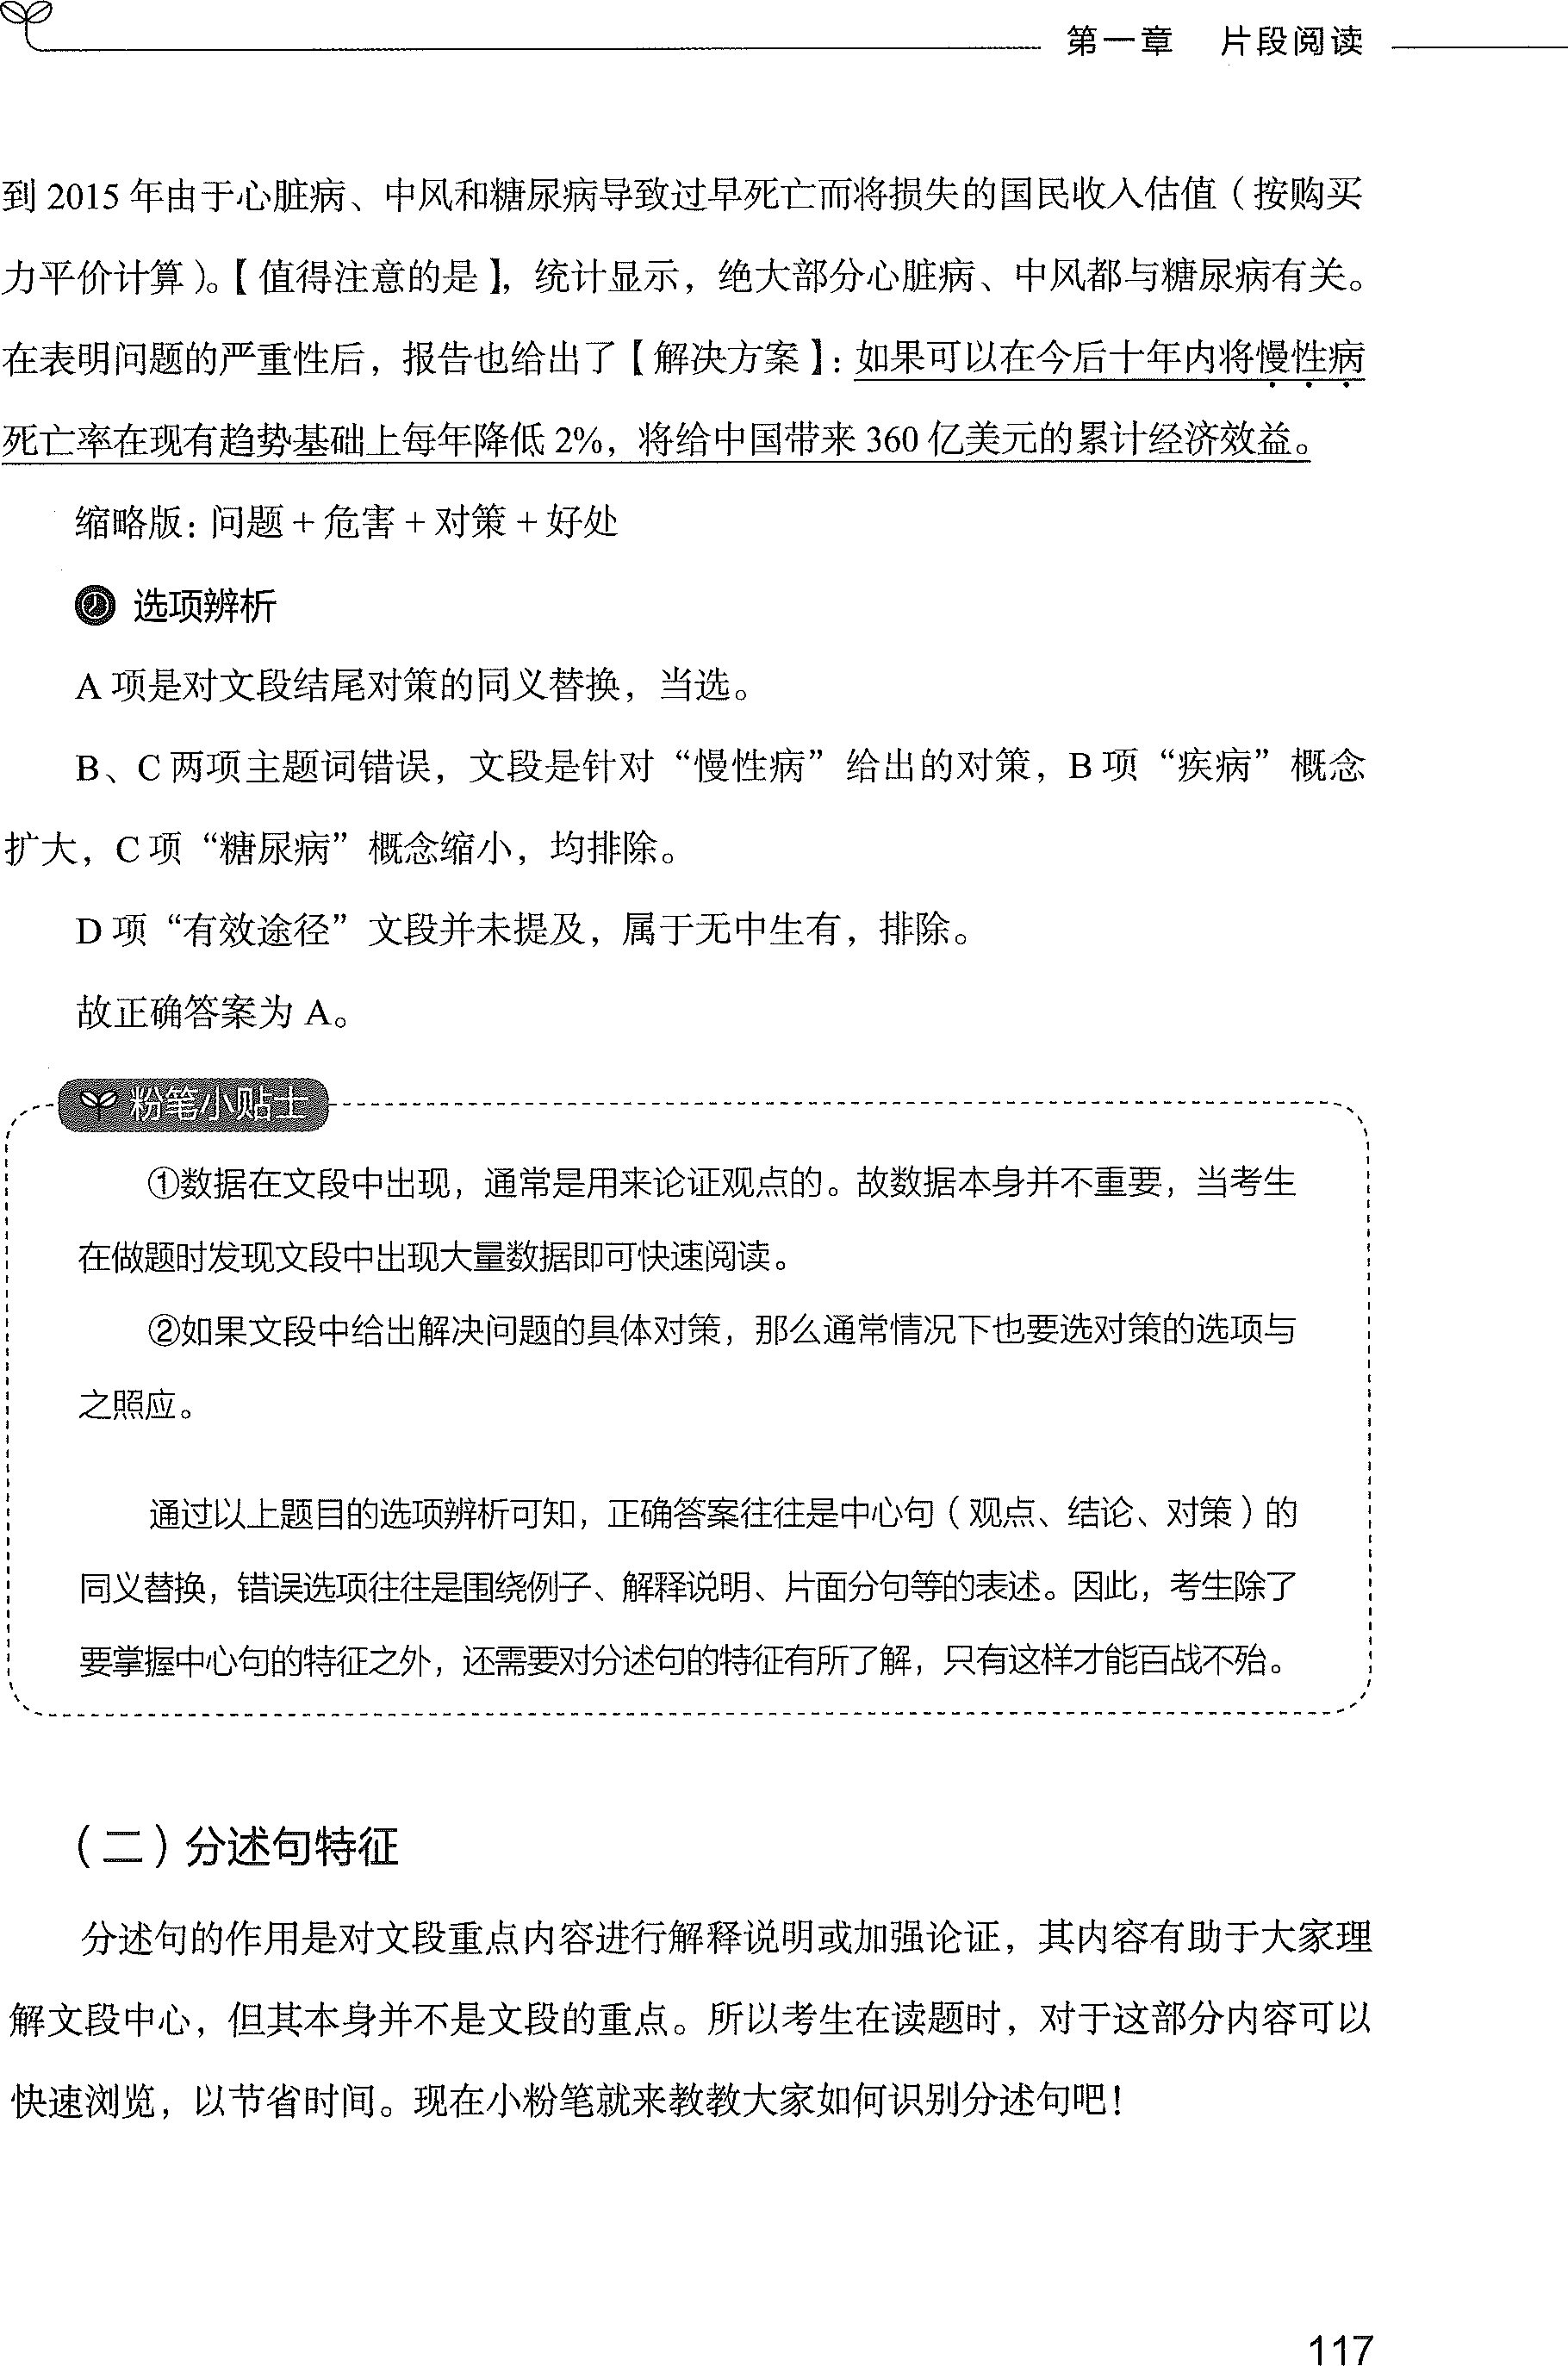 第一章 片段阅读
到 2015 年由于心脏病、中风和糖尿病导致过早死亡而将损失的国民收入估值（按购买
力平价计算）。【值得注意的是】，统计显示，绝大部分心脏病、中风都与糖尿病有关。
在表明问题的严重性后，报告也给出了【解决方案】：如果可以在今后十年内将慢性病
死亡率在现有趋势基础上每年降低 2%，将给中国带来 360 亿美元的累计经济效益。
缩略版：问题 + 危害 + 对策 + 好处
选项辨析
A 项是对文段结尾对策的同义替换，当选。
B、C 两项主题词错误，文段是针对“慢性病”给出的对策，B 项“疾病”概念
扩大，C 项“糖尿病”概念缩小，均排除。
D 项“有效途径”文段并未提及，属于无中生有，排除。
故正确答案为 A。
粉笔小贴士
①数据在文段中出现，通常是用来论证观点的。故数据本身并不重要，当考生
在做题时发现文段中出现大量数据即可快速阅读。
②如果文段中给出解决问题的具体对策，那么通常情况下也要选对策的选项与
之照应。
通过以上题目的选项辨析可知，正确答案往往是中心句（观点、结论、对策）的
同义替换，错误选项往往是围绕例子、解释说明、片面分句等的表述。因此，考生除了
要掌握中心句的特征之外，还需要对分述句的特征有所了解，只有这样才能百战不殆。
（二）分述句特征
分述句的作用是对文段重点内容进行解释说明或加强论证，其内容有助于大家理
解文段中心，但其本身并不是文段的重点。所以考生在读题时，对于这部分内容可以
快速浏览，以节省时间。现在小粉笔就来教教大家如何识别分述句吧！
117